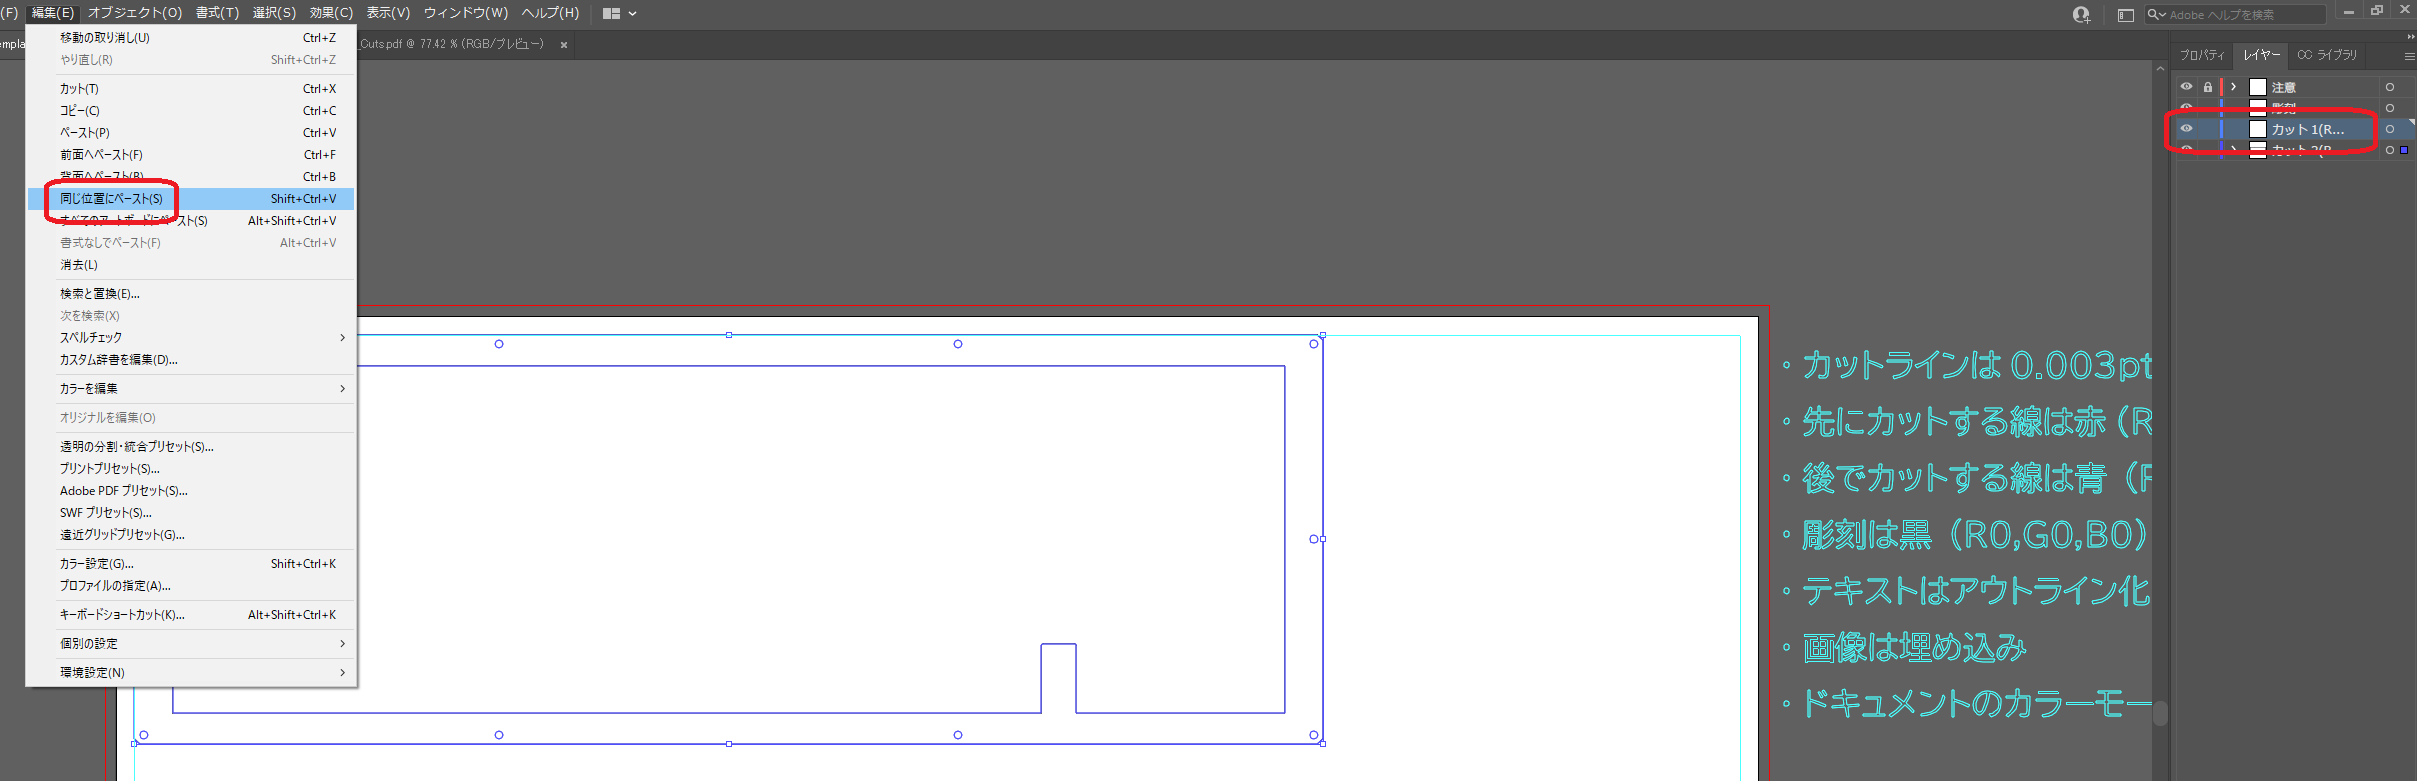 (F) 編集(E) オブジェクト(O) 書式(T) 選択(S) 効果(C) 表示(V) ウィンドウ(W) ヘルプ(H)
Adobe ヘルプを検索
_Cuts.pdf @ 77.42 % (RGB/プレビュー) ×
移動の取り消し(U) Ctrl+Z
やり直し(R) Shift+Ctrl+Z
カット(T) Ctrl+X
コピー(C) Ctrl+C
ペースト(P) Ctrl+V
前面へペースト(F) Ctrl+F
背面へペースト(B) Ctrl+B
同じ位置にペースト(S) Shift+Ctrl+V
すべてのアートボードにペースト(S) Alt+Shift+Ctrl+V
書式なしでペースト(F) Alt+Ctrl+V
消去(L)
検索と置換(E)...
次を検索(X)
スペルチェック
カスタム辞書を編集(D)...
カラーを編集
オリジナルを編集(O)
透明の分割・統合プリセット(S)...
プリントプリセット(S)...
Adobe PDF プリセット(S)...
SWF プリセット(S)...
遠近グリッドプリセット(G)...
カラー設定(G)... Shift+Ctrl+K
プロファイルの指定(A)...
キーボードショートカット(K)... Alt+Shift+Ctrl+K
個別の設定
環境設定(N)
・カットラインは 0.003pt
・先にカットする線は赤（R
・後でカットする線は青（R
・彫刻は黒（R0,G0,B0）
・テキストはアウトライン化
・画像は埋め込み
・ドキュメントのカラーモー
プロパティ レイヤー CC ライブラリ
注意
彫刻
カット 1(R...
カット 2(R...